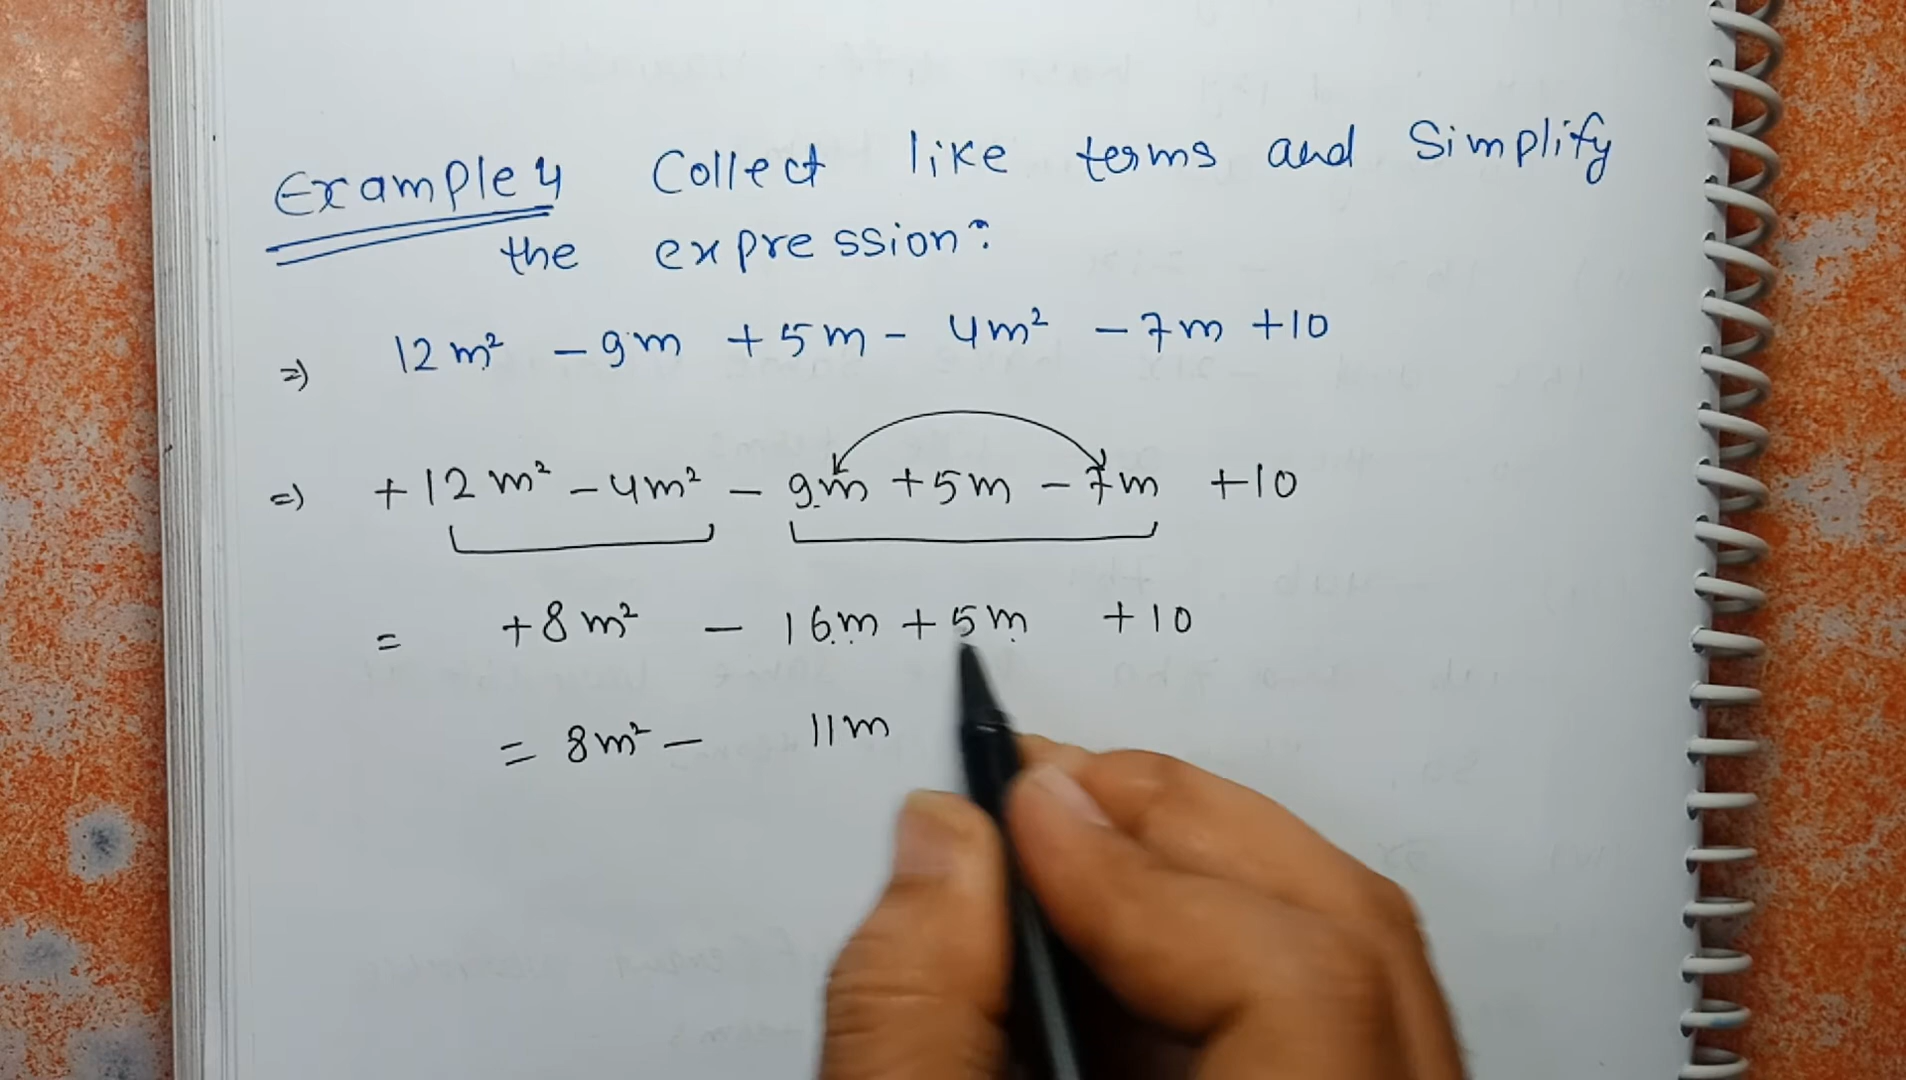 Example 4 Collect like terms and Simplify
the expression?
⇒ 12m² - 9m + 5m - 4m² - 7m + 10
⇒ + 12m² - 4m² - 9m + 5m - 7m + 10
= + 8m² - 16m + 5m + 10
= 8m² - 11m